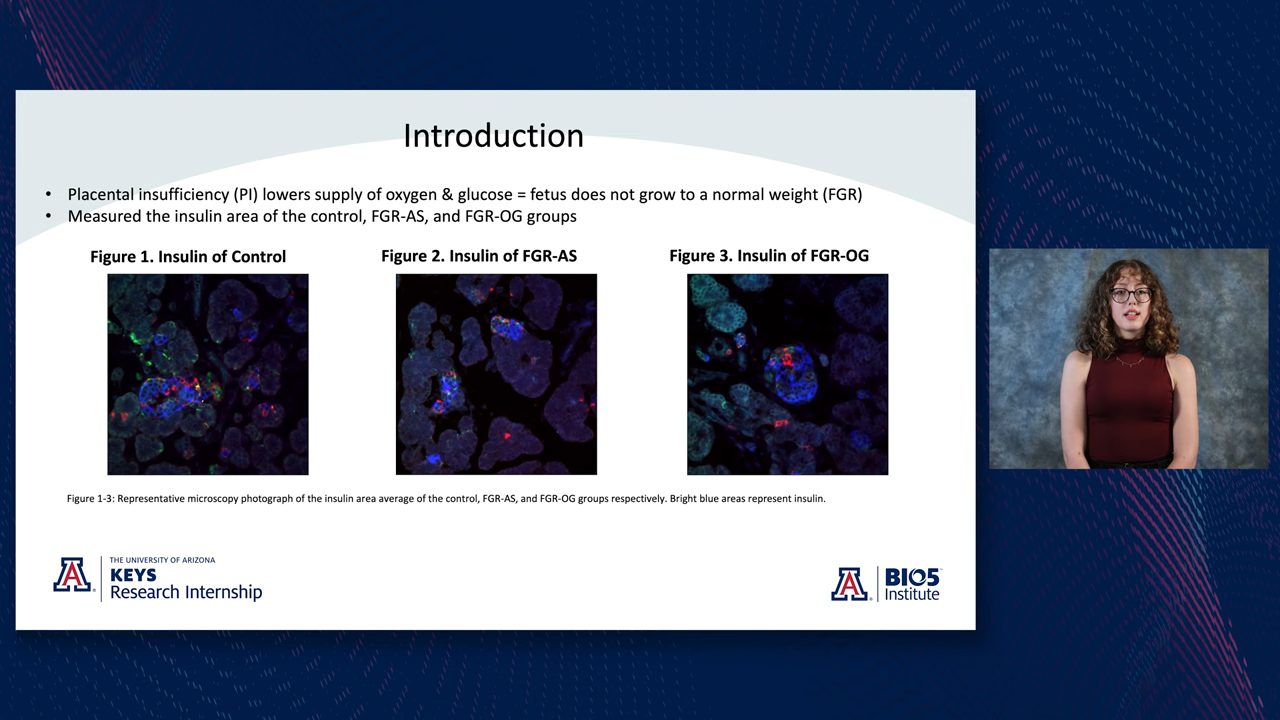 Introduction
• Placental insufficiency (PI) lowers supply of oxygen & glucose = fetus does not grow to a normal weight (FGR)
• Measured the insulin area of the control, FGR-AS, and FGR-OG groups
Figure 1. Insulin of Control
Figure 2. Insulin of FGR-AS
Figure 3. Insulin of FGR-OG
Figure 1-3: Representative microscopy photograph of the insulin area average of the control, FGR-AS, and FGR-OG groups respectively. Bright blue areas represent insulin.
A
THE UNIVERSITY OF ARIZONA
KEYS
Research Internship
A
BIO5
Institute